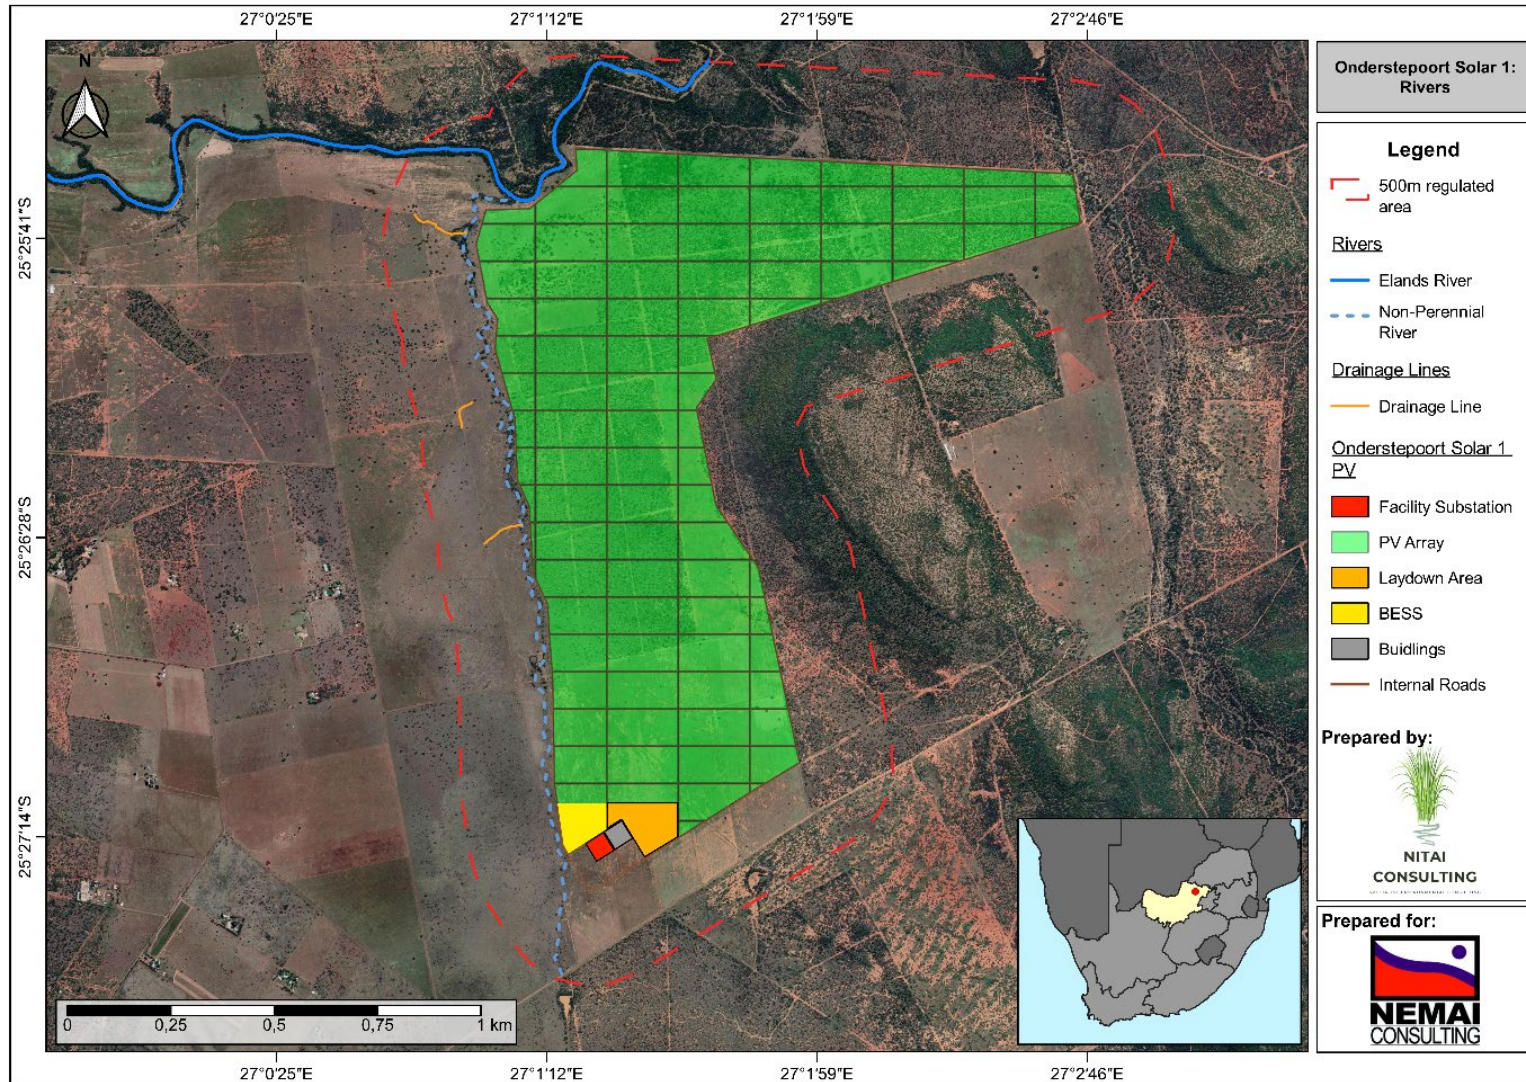 27°0'25"E
27°1'12"E
27°1'59"E
27°2'46"E
N
25°25'41"S
25°26'28"S
25°27'14"S
0
0,25
0,5
0,75
1 km
27°0'25"E
27°1'12"E
27°1'59"E
27°2'46"E
Onderstepoort Solar 1:
Rivers
Legend
500m regulated
area
Rivers
Elands River
Non-Perennial
River
Drainage Lines
Drainage Line
Onderstepoort Solar 1
PV
Facility Substation
PV Array
Laydown Area
BESS
Buidlings
Internal Roads
Prepared by:
NITAI
CONSULTING
Prepared for:
NEMAI
CONSULTING